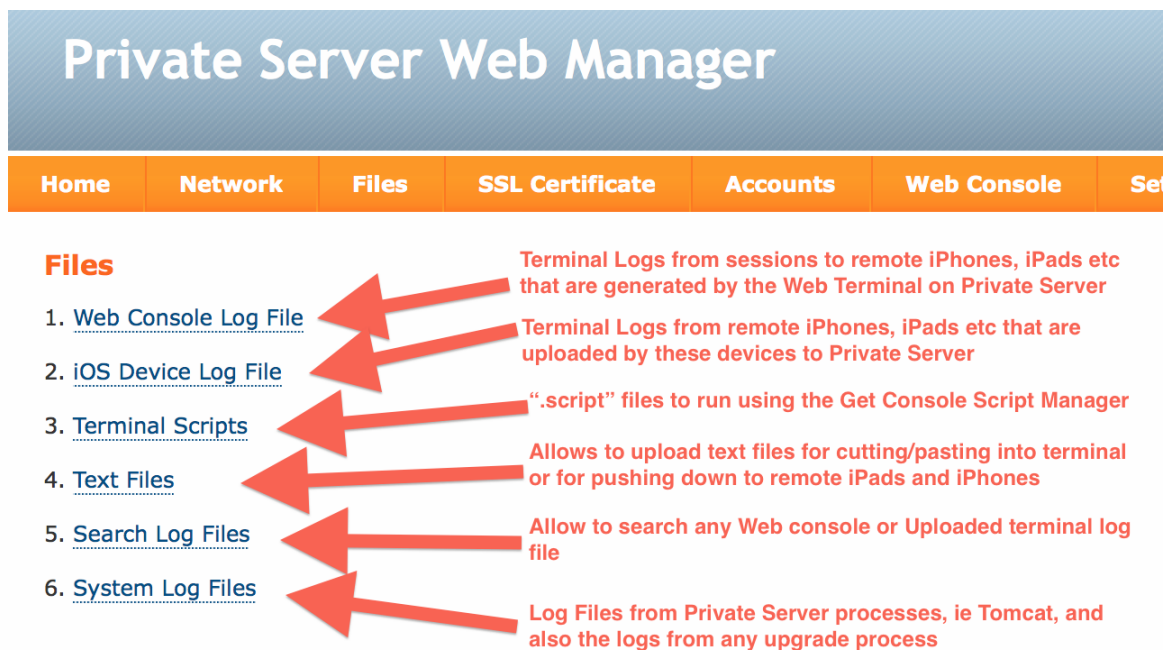 Private Server Web Manager
Home Network Files SSL Certificate Accounts Web Console
Files
Terminal Logs from sessions to remote iPhones, iPads etc
that are generated by the Web Terminal on Private Server
1. Web Console Log File
Terminal Logs from remote iPhones, iPads etc that are
uploaded by these devices to Private Server
2. iOS Device Log File
“.script” files to run using the Get Console Script Manager
3. Terminal Scripts
Allows to upload text files for cutting/pasting into terminal
or for pushing down to remote iPads and iPhones
4. Text Files
Allow to search any Web console or Uploaded terminal log
file
5. Search Log Files
6. System Log Files
Log Files from Private Server processes, ie Tomcat, and
also the logs from any upgrade process